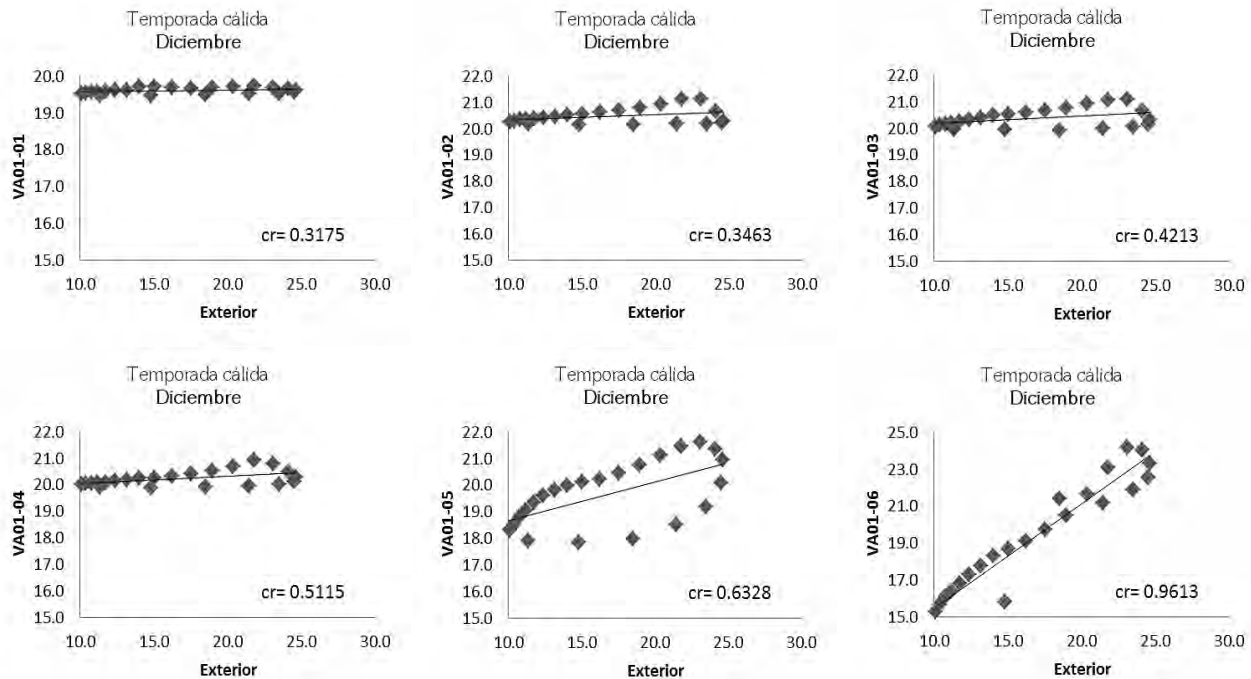 Temporada cálida
Diciembre
20.0
19.0
18.0
17.0
16.0
15.0
VA01-01
cr= 0.3175
10.0 15.0 20.0 25.0 30.0
Exterior
Temporada cálida
Diciembre
22.0
21.0
20.0
19.0
18.0
17.0
16.0
15.0
VA01-02
cr= 0.3463
10.0 15.0 20.0 25.0 30.0
Exterior
Temporada cálida
Diciembre
22.0
21.0
20.0
19.0
18.0
17.0
16.0
15.0
VA01-03
cr= 0.4213
10.0 15.0 20.0 25.0 30.0
Exterior
Temporada cálida
Diciembre
22.0
21.0
20.0
19.0
18.0
17.0
16.0
15.0
VA01-04
cr= 0.5115
10.0 15.0 20.0 25.0 30.0
Exterior
Temporada cálida
Diciembre
22.0
21.0
20.0
19.0
18.0
17.0
16.0
15.0
VA01-05
cr= 0.6328
10.0 15.0 20.0 25.0 30.0
Exterior
Temporada cálida
Diciembre
25.0
23.0
21.0
19.0
17.0
15.0
VA01-06
cr= 0.9613
10.0 15.0 20.0 25.0 30.0
Exterior